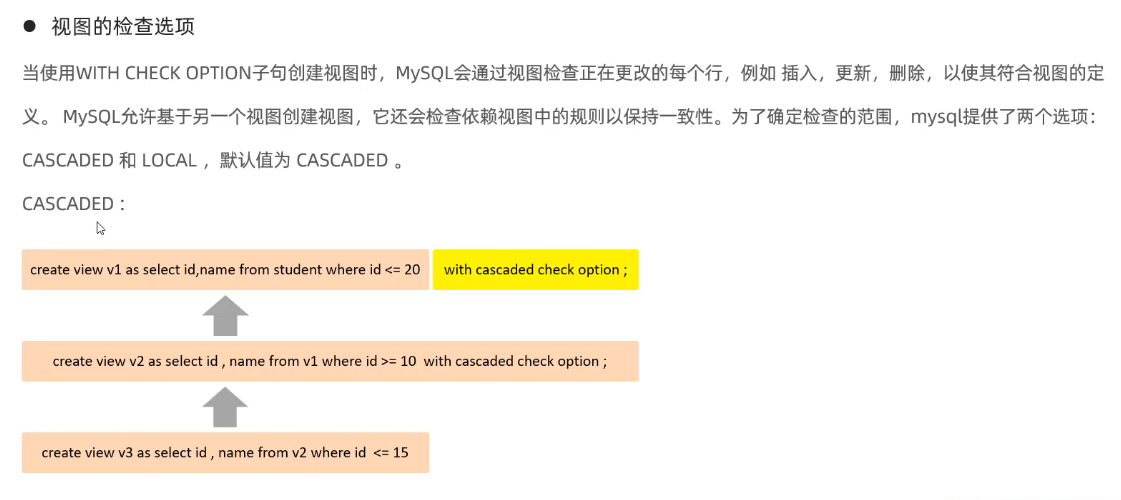 ● 视图的检查选项
当使用WITH CHECK OPTION子句创建视图时，MySQL会通过视图检查正在更改的每个行，例如 插入，更新，删除，以使其符合视图的定
义。 MySQL允许基于另一个视图创建视图，它还会检查依赖视图中的规则以保持一致性。为了确定检查的范围，mysql提供了两个选项：
CASCADED 和 LOCAL ，默认值为 CASCADED 。
CASCADED :
create view v1 as select id,name from student where id <= 20 with cascaded check option ;
create view v2 as select id , name from v1 where id >= 10 with cascaded check option ;
create view v3 as select id , name from v2 where id <= 15